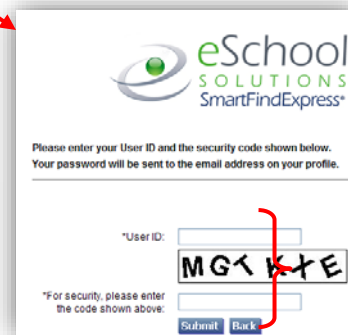 eSchool
SOLUTIONS
SmartFindExpress®
Please enter your User ID and the security code shown below.
Your password will be sent to the email address on your profile.
*User ID:
*For security, please enter
the code shown above:
Submit Back